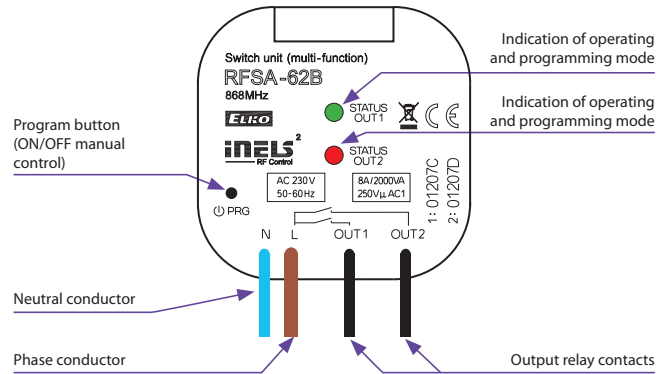 Indication of operating
and programming mode
Switch unit (multi-function)
RFSA-62B
868MHz
STATUS
OUT1
CE
Indication of operating
and programming mode
ELKO
iNELS²
RF Control
STATUS
OUT2
Program button
(ON/OFF manual
control)
AC 230V
50-60Hz
8A/2000VA
250Vµ AC1
1: 01207C
2: 01207D
PRG
N L OUT1 OUT2
Neutral conductor
Phase conductor
Output relay contacts